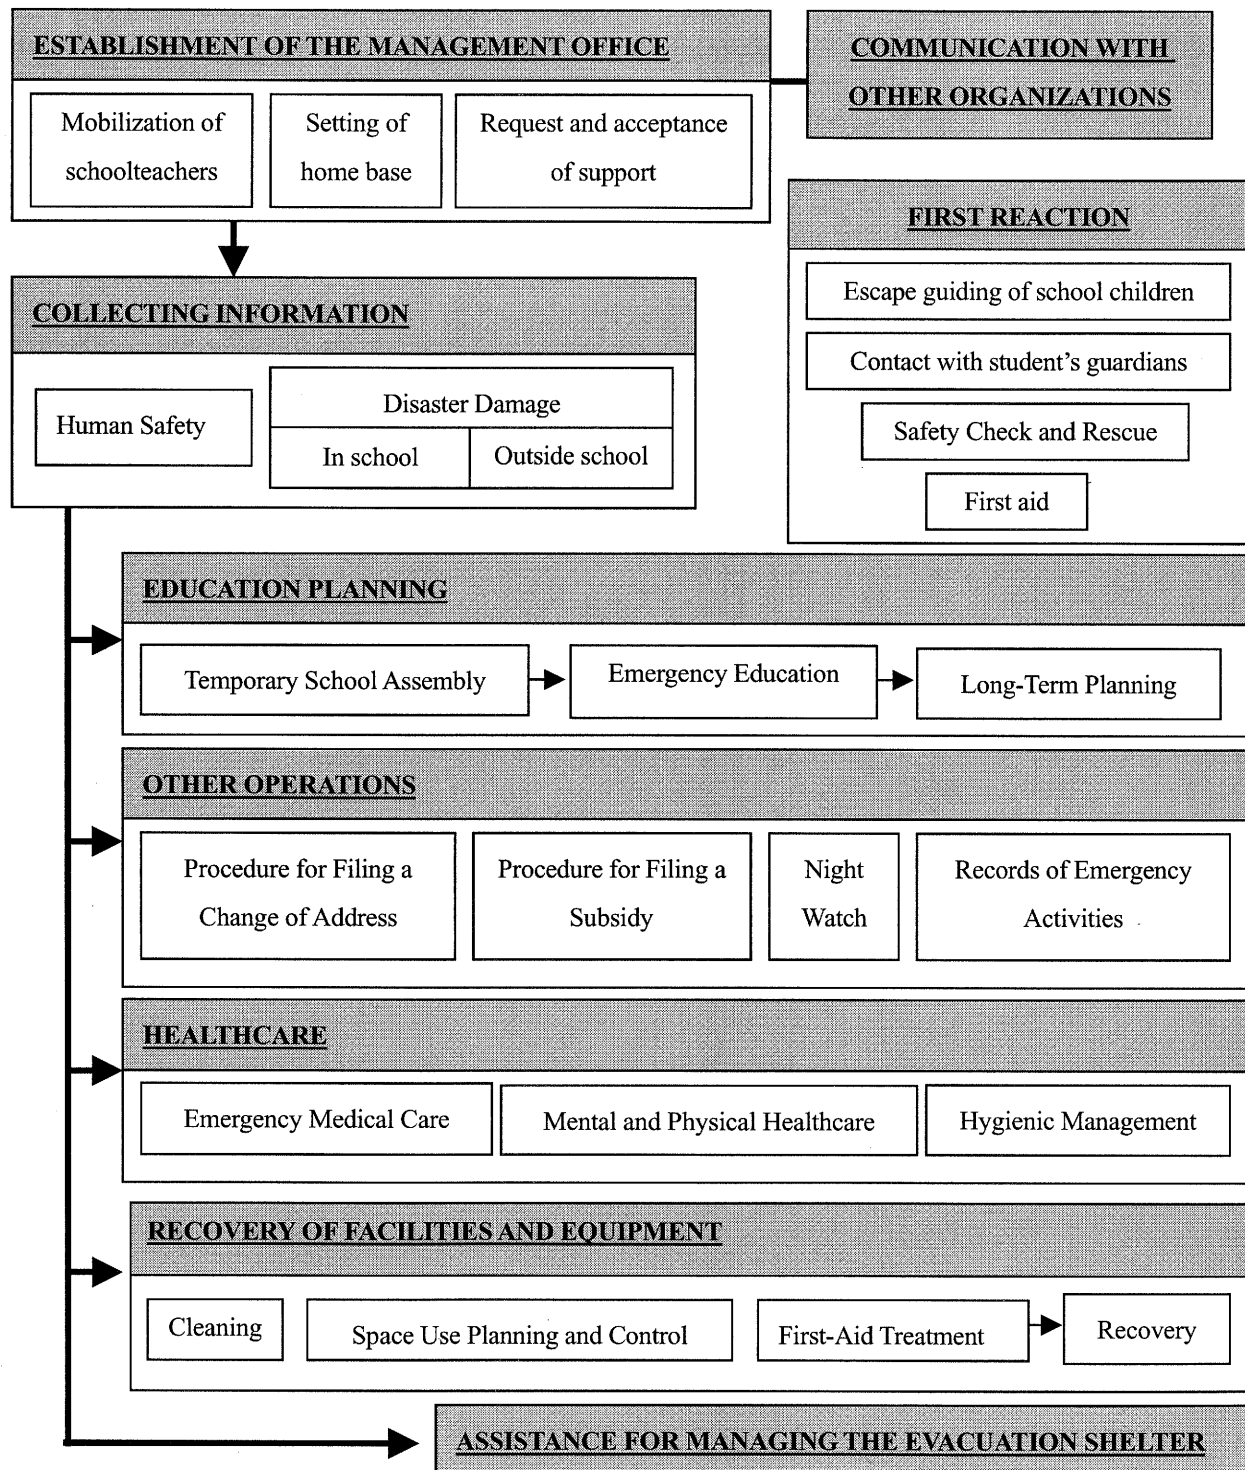 ESTABLISHMENT OF THE MANAGEMENT OFFICE
Mobilization of
schoolteachers
Setting of
home base
Request and acceptance
of support
COMMUNICATION WITH
OTHER ORGANIZATIONS
FIRST REACTION
Escape guiding of school children
Contact with student's guardians
Safety Check and Rescue
First aid
COLLECTING INFORMATION
Human Safety
Disaster Damage
In school
Outside school
EDUCATION PLANNING
Temporary School Assembly
Emergency Education
Long-Term Planning
OTHER OPERATIONS
Procedure for Filing a
Change of Address
Procedure for Filing a
Subsidy
Night
Watch
Records of Emergency
Activities
HEALTHCARE
Emergency Medical Care
Mental and Physical Healthcare
Hygienic Management
RECOVERY OF FACILITIES AND EQUIPMENT
Cleaning
Space Use Planning and Control
First-Aid Treatment
Recovery
ASSISTANCE FOR MANAGING THE EVACUATION SHELTER